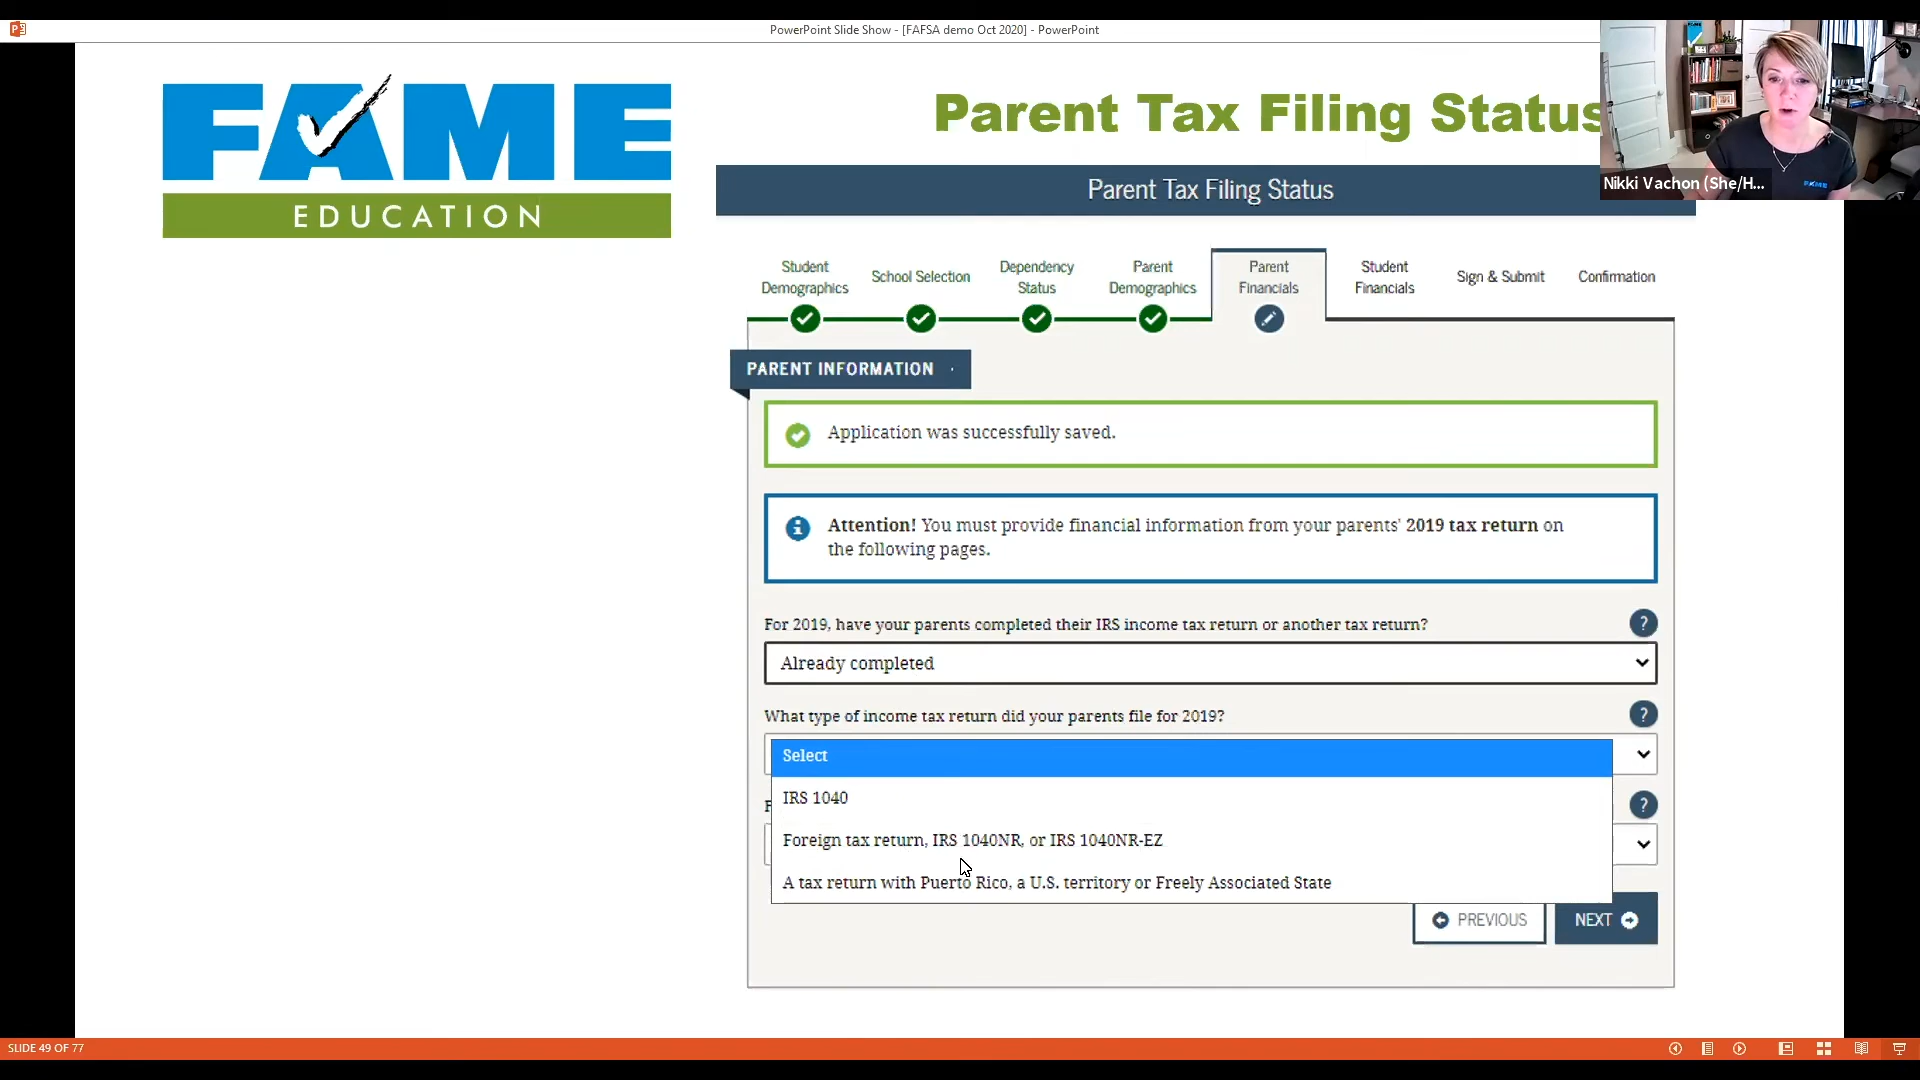 PowerPoint Slide Show - [FAFSA demo Oct 2020] - PowerPoint
FAME
EDUCATION
Parent Tax Filing Status
Nikki Vachon (She/H...
FAME
Parent Tax Filing Status
Student Demographics
School Selection
Dependency Status
Parent Demographics
Parent Financials
Student Financials
Sign & Submit
Confirmation
PARENT INFORMATION
Application was successfully saved.
Attention! You must provide financial information from your parents' 2019 tax return on
the following pages.
For 2019, have your parents completed their IRS income tax return or another tax return?
?
Already completed
What type of income tax return did your parents file for 2019?
?
Select
IRS 1040
F
?
Foreign tax return, IRS 1040NR, or IRS 1040NR-EZ
A tax return with Puerto Rico, a U.S. territory or Freely Associated State
PREVIOUS
NEXT
SLIDE 49 OF 77